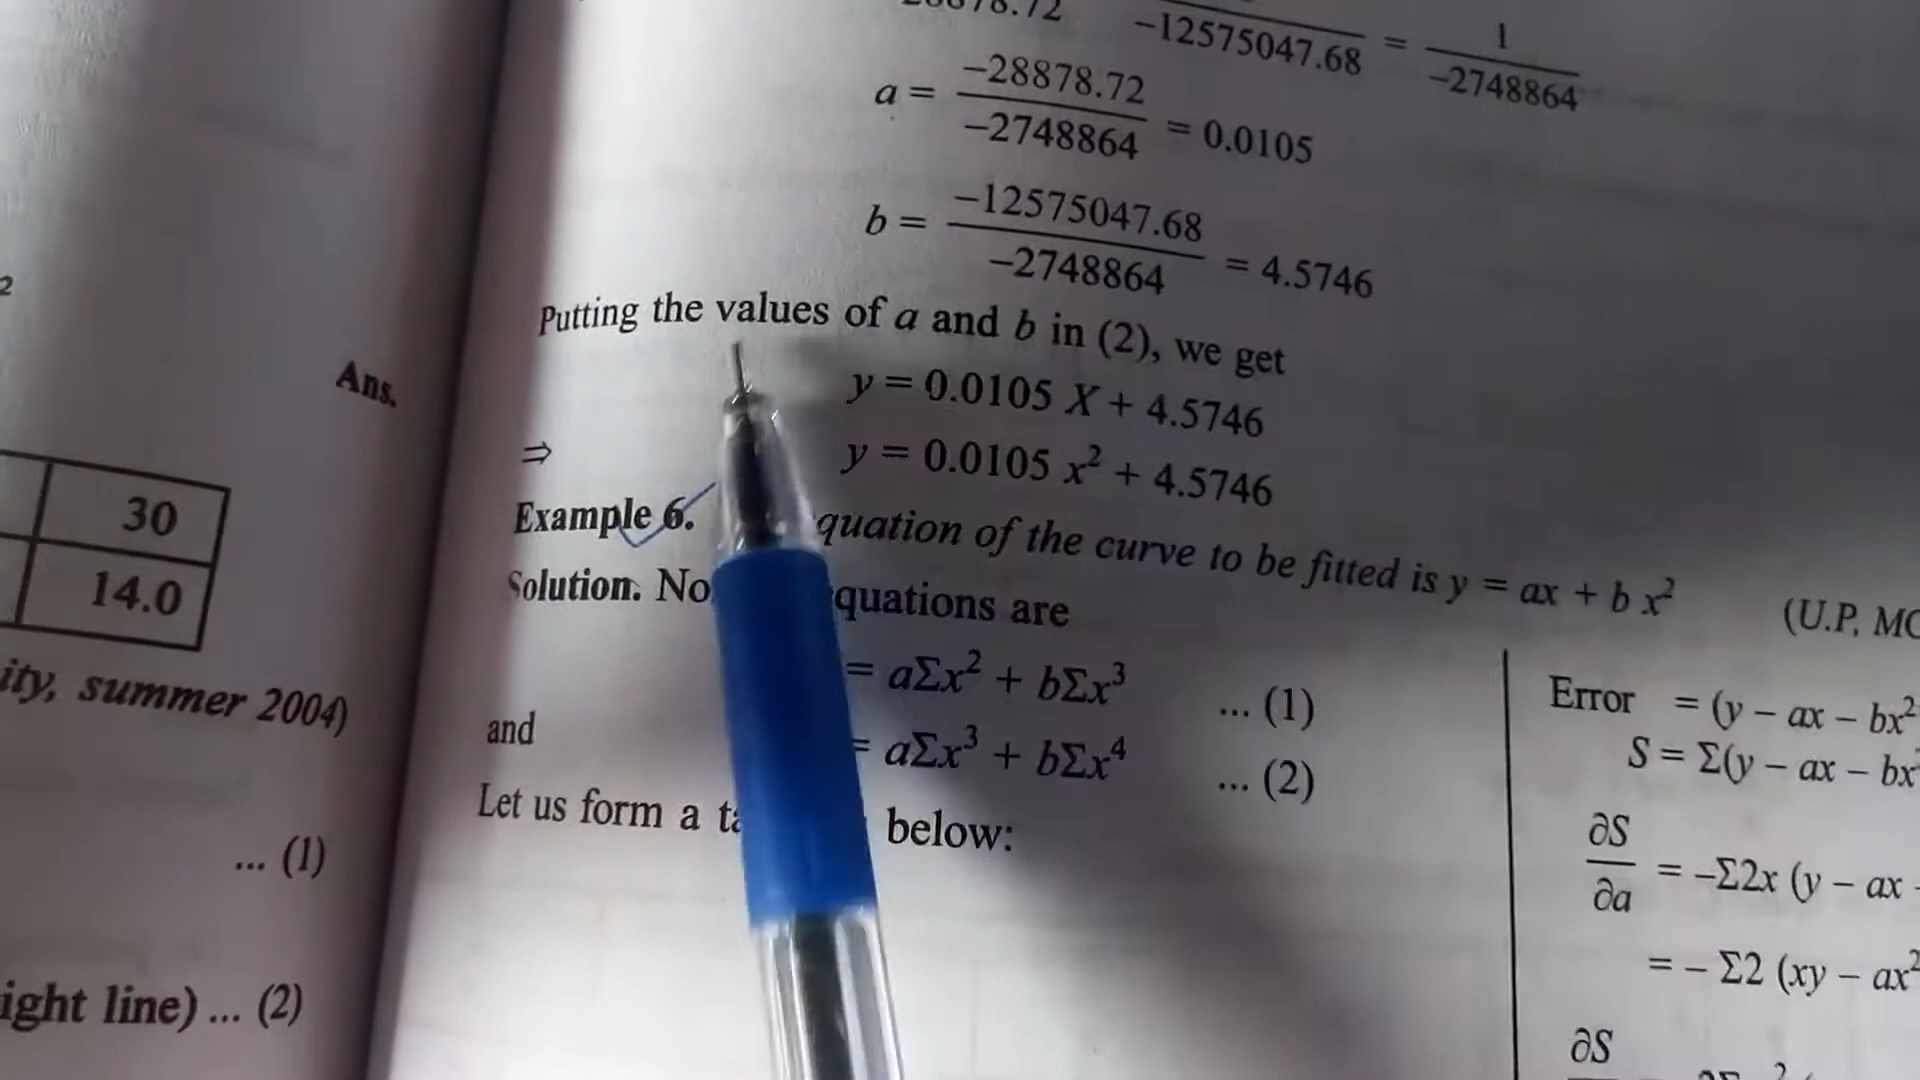 2
Ans.
30
14.0
ity, summer 2004)
... (1)
ight line) ... (2)
−12575047.68 = 1 / −2748864
a = −28878.72 / −2748864 = 0.0105
b = −12575047.68 / −2748864 = 4.5746
Putting the values of a and b in (2), we get
y = 0.0105 X + 4.5746
⇒ y = 0.0105 x² + 4.5746
Example 6. quation of the curve to be fitted is y = ax + b x² (U.P, MC
Solution. No quations are
= aΣx² + bΣx³ ... (1)
and = aΣx³ + bΣx⁴ ... (2)
Let us form a ta below:
Error = (y − ax − bx²
S = Σ(y − ax − bx
∂S / ∂a = −Σ2x (y − ax
= − Σ2 (xy − ax²
∂S